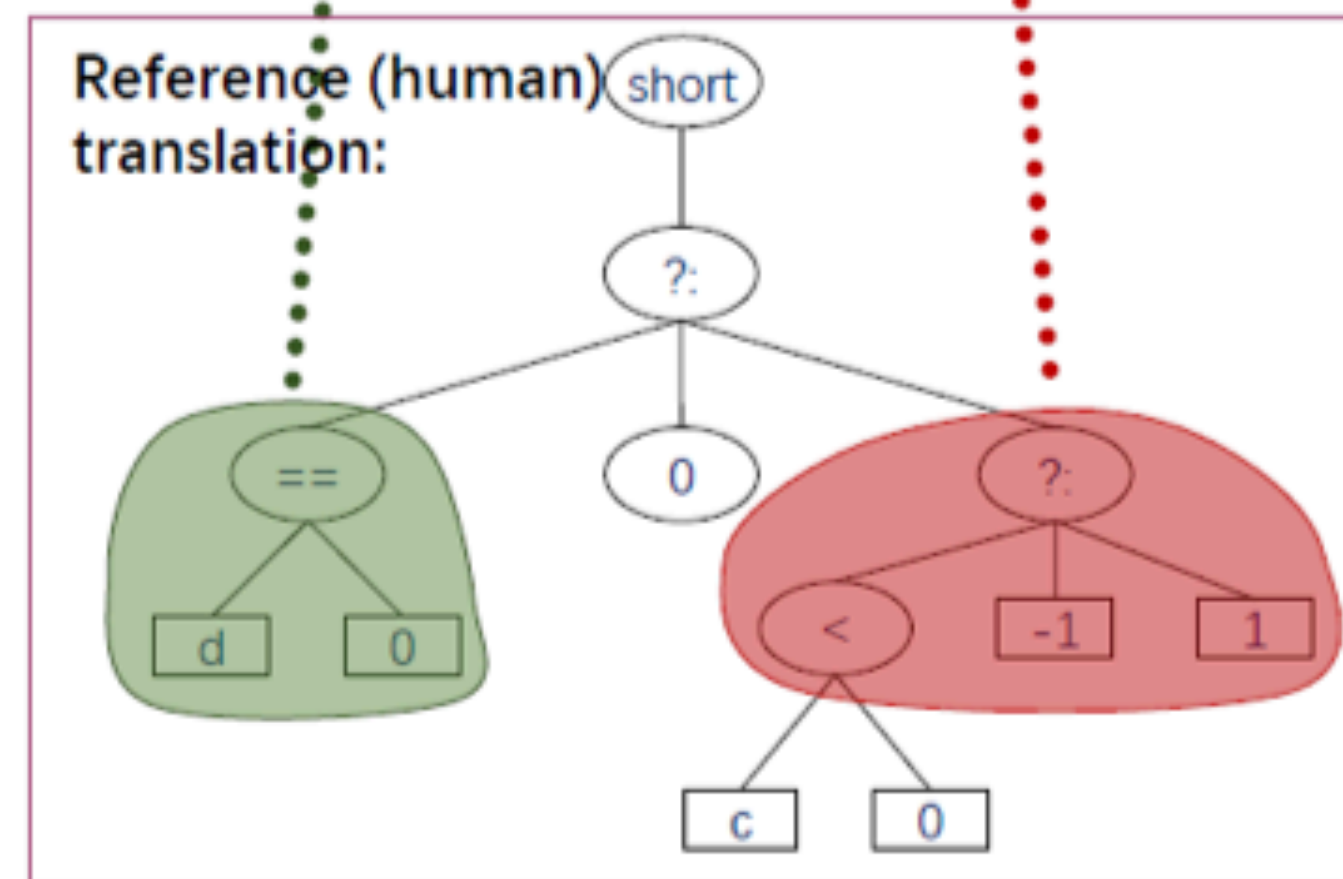 Reference (human)
translation:
short
?:
== 0 ?:
d 0 < -1 1
c 0